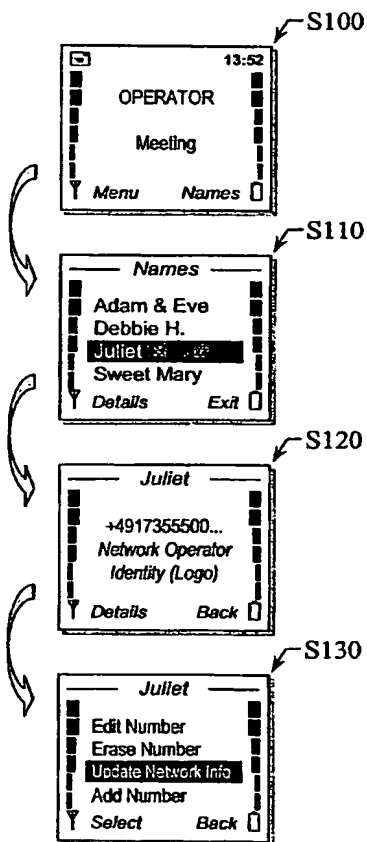 S100
13:52
OPERATOR
Meeting
Menu Names
S110
Names
Adam & Eve
Debbie H.
Juliet
Sweet Mary
Details Exit
S120
Juliet
+4917355500...
Network Operator
Identity (Logo)
Details Back
S130
Juliet
Edit Number
Erase Number
Update Network Info
Add Number
Select Back